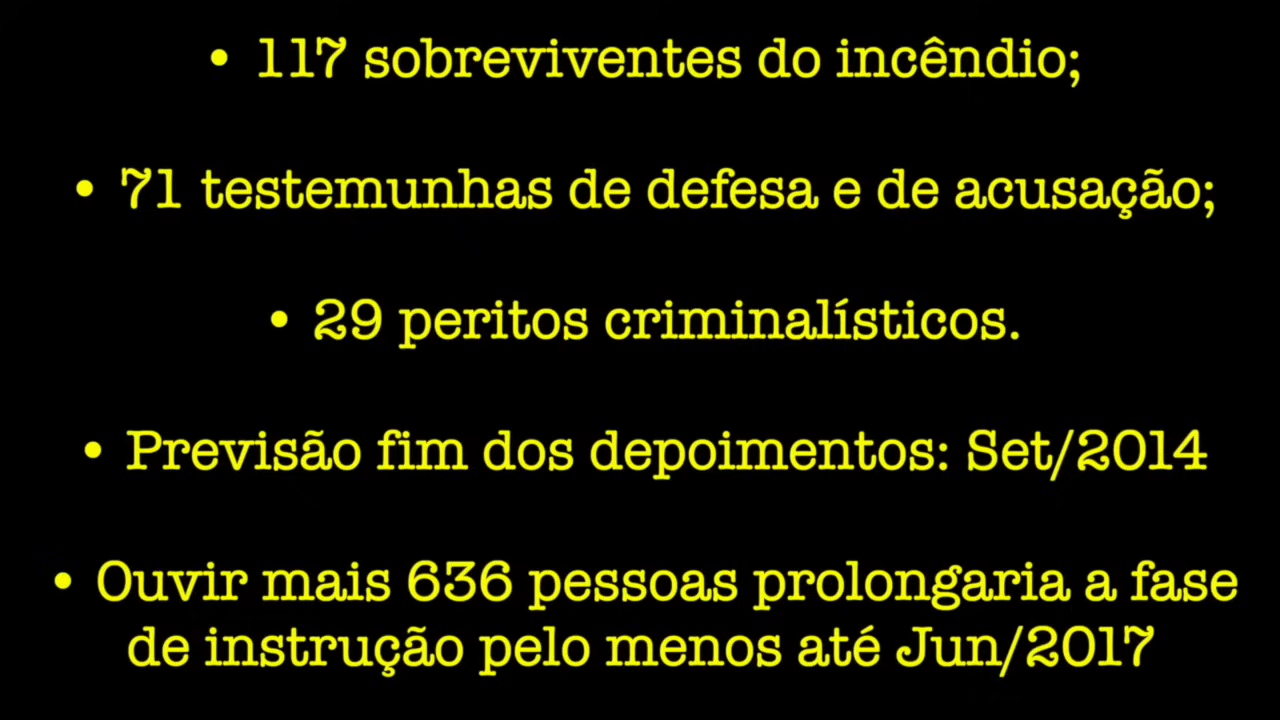 • 117 sobreviventes do incêndio;
• 71 testemunhas de defesa e de acusação;
• 29 peritos criminalísticos.
• Previsão fim dos depoimentos: Set/2014
• Ouvir mais 636 pessoas prolongaria a fase
de instrução pelo menos até Jun/2017